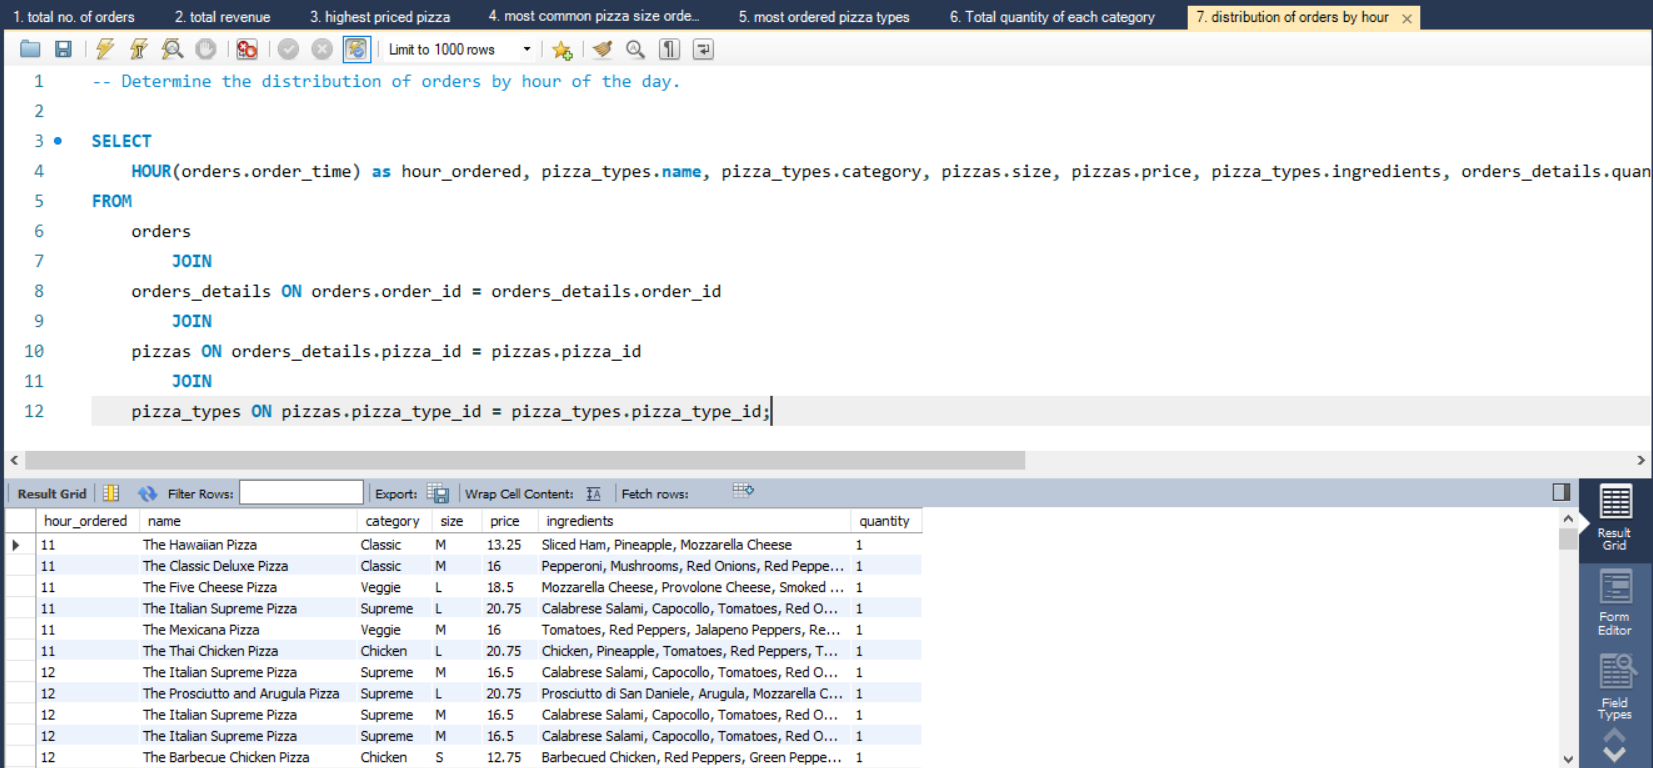 1. total no. of orders 2. total revenue 3. highest priced pizza 4. most common pizza size orde... 5. most ordered pizza types 6. Total quantity of each category 7. distribution of orders by hour
Limit to 1000 rows
1 -- Determine the distribution of orders by hour of the day.
2
3 SELECT
4 HOUR(orders.order_time) as hour_ordered, pizza_types.name, pizza_types.category, pizzas.size, pizzas.price, pizza_types.ingredients, orders_details.quan
5 FROM
6 orders
7 JOIN
8 orders_details ON orders.order_id = orders_details.order_id
9 JOIN
10 pizzas ON orders_details.pizza_id = pizzas.pizza_id
11 JOIN
12 pizza_types ON pizzas.pizza_type_id = pizza_types.pizza_type_id;
Result Grid Filter Rows: Export: Wrap Cell Content: IA Fetch rows:
hour_ordered name category size price ingredients quantity
11 The Hawaiian Pizza Classic M 13.25 Sliced Ham, Pineapple, Mozzarella Cheese 1
11 The Classic Deluxe Pizza Classic M 16 Pepperoni, Mushrooms, Red Onions, Red Peppe... 1
11 The Five Cheese Pizza Veggie L 18.5 Mozzarella Cheese, Provolone Cheese, Smoked ... 1
11 The Italian Supreme Pizza Supreme L 20.75 Calabrese Salami, Capocollo, Tomatoes, Red O... 1
11 The Mexicana Pizza Veggie M 16 Tomatoes, Red Peppers, Jalapeno Peppers, Re... 1
11 The Thai Chicken Pizza Chicken L 20.75 Chicken, Pineapple, Tomatoes, Red Peppers, T... 1
12 The Italian Supreme Pizza Supreme M 16.5 Calabrese Salami, Capocollo, Tomatoes, Red O... 1
12 The Prosciutto and Arugula Pizza Supreme L 20.75 Prosciutto di San Daniele, Arugula, Mozzarella C... 1
12 The Italian Supreme Pizza Supreme M 16.5 Calabrese Salami, Capocollo, Tomatoes, Red O... 1
12 The Italian Supreme Pizza Supreme M 16.5 Calabrese Salami, Capocollo, Tomatoes, Red O... 1
12 The Barbecue Chicken Pizza Chicken S 12.75 Barbecued Chicken, Red Peppers, Green Peppe... 1
Result
Grid
Form
Editor
Field
Types